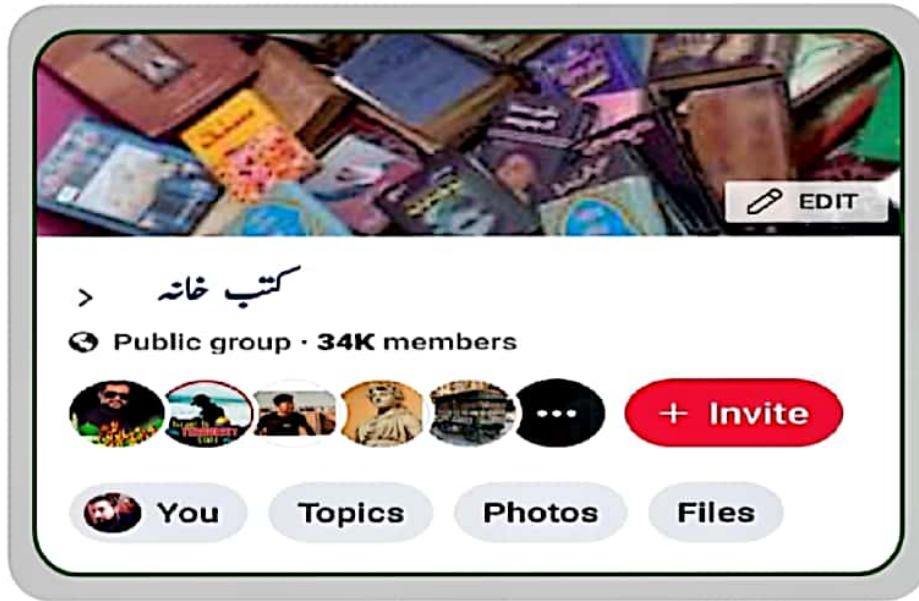 EDIT
> کتب خانہ
Public group · 34K members
+ Invite
You Topics Photos Files